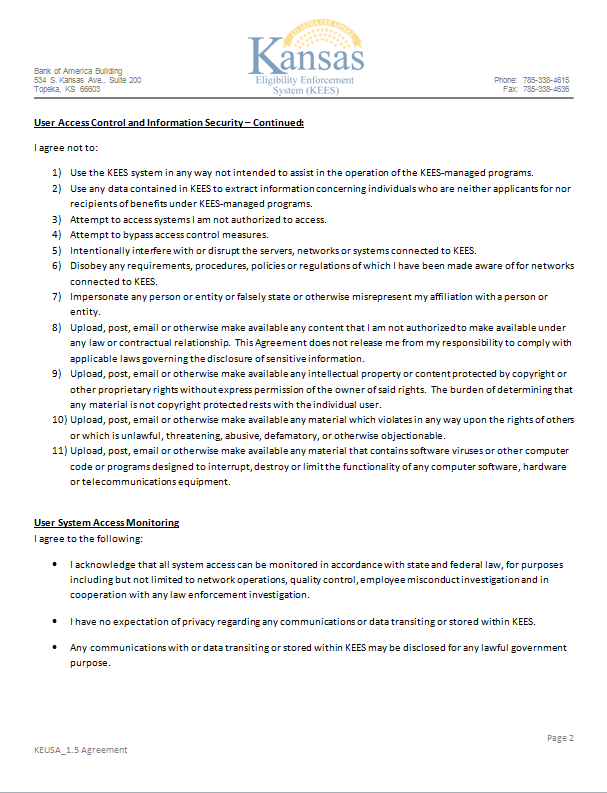 AD ASTRA PER ASPERA
Kansas
Eligibility Enforcement
System (KEES)
Bank of America Building
534 S. Kansas Ave., Suite 200
Topeka, KS 66603
Phone: 785-338-4615
Fax: 785-338-4636
User Access Control and Information Security – Continued:
I agree not to:
1) Use the KEES system in any way not intended to assist in the operation of the KEES-managed programs.
2) Use any data contained in KEES to extract information concerning individuals who are neither applicants for nor
recipients of benefits under KEES-managed programs.
3) Attempt to access systems I am not authorized to access.
4) Attempt to bypass access control measures.
5) Intentionally interfere with or disrupt the servers, networks or systems connected to KEES.
6) Disobey any requirements, procedures, policies or regulations of which I have been made aware of for networks
connected to KEES.
7) Impersonate any person or entity or falsely state or otherwise misrepresent my affiliation with a person or
entity.
8) Upload, post, email or otherwise make available any content that I am not authorized to make available under
any law or contractual relationship. This Agreement does not release me from my responsibility to comply with
applicable laws governing the disclosure of sensitive information.
9) Upload, post, email or otherwise make available any intellectual property or content protected by copyright or
other proprietary rights without express permission of the owner of said rights. The burden of determining that
any material is not copyright protected rests with the individual user.
10) Upload, post, email or otherwise make available any material which violates in any way upon the rights of others
or which is unlawful, threatening, abusive, defamatory, or otherwise objectionable.
11) Upload, post, email or otherwise make available any material that contains software viruses or other computer
code or programs designed to interrupt, destroy or limit the functionality of any computer software, hardware
or telecommunications equipment.
User System Access Monitoring
I agree to the following:
• I acknowledge that all system access can be monitored in accordance with state and federal law, for purposes
including but not limited to network operations, quality control, employee misconduct investigation and in
cooperation with any law enforcement investigation.
• I have no expectation of privacy regarding any communications or data transiting or stored within KEES.
• Any communications with or data transiting or stored within KEES may be disclosed for any lawful government
purpose.
Page 2
KEUSA_1.5 Agreement